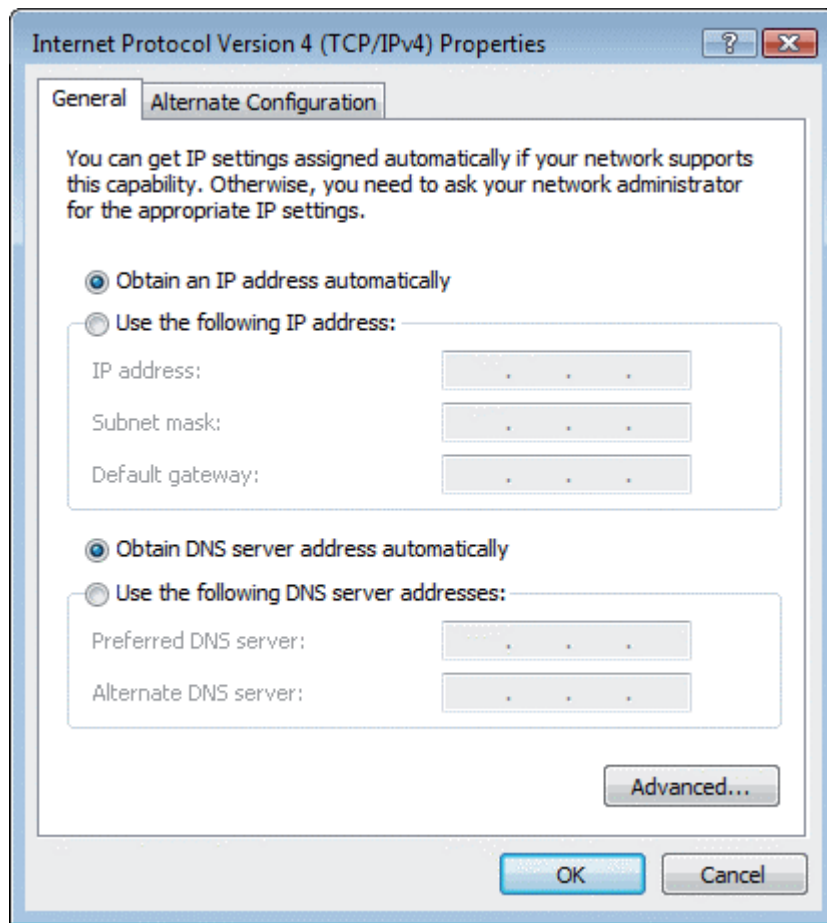 Internet Protocol Version 4 (TCP/IPv4) Properties
General
Alternate Configuration
You can get IP settings assigned automatically if your network supports
this capability. Otherwise, you need to ask your network administrator
for the appropriate IP settings.
Obtain an IP address automatically
Use the following IP address:
IP address:
. . .
Subnet mask:
. . .
Default gateway:
. . .
Obtain DNS server address automatically
Use the following DNS server addresses:
Preferred DNS server:
. . .
Alternate DNS server:
. . .
Advanced...
OK
Cancel